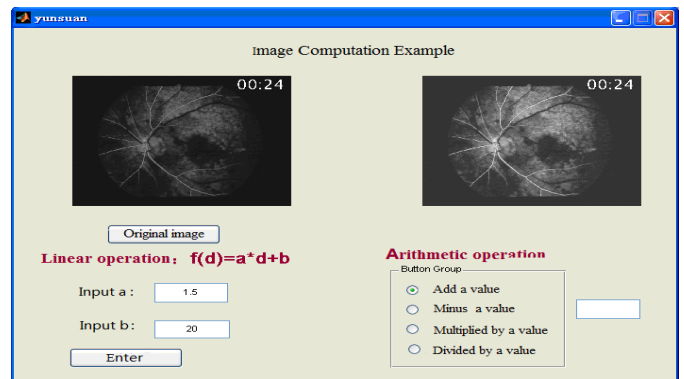 yunsuan
Image Computation Example
00:24
00:24
Original image
Linear operation: f(d)=a*d+b
Input a :
1.5
Input b :
20
Enter
Arithmetic operation
Button Group
Add a value
Minus a value
Multiplied by a value
Divided by a value